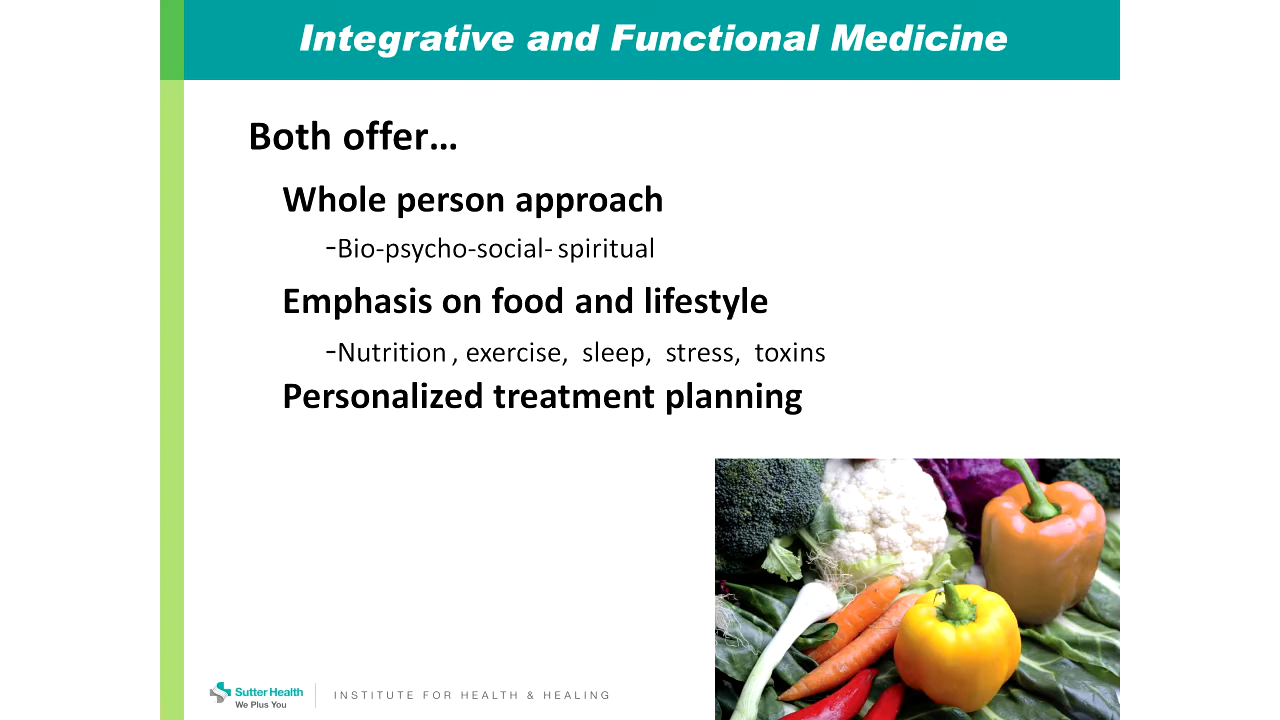 Integrative and Functional Medicine
Both offer…
Whole person approach
-Bio-psycho-social- spiritual
Emphasis on food and lifestyle
-Nutrition , exercise, sleep, stress, toxins
Personalized treatment planning
Sutter Health
We Plus You
INSTITUTE FOR HEALTH & HEALING